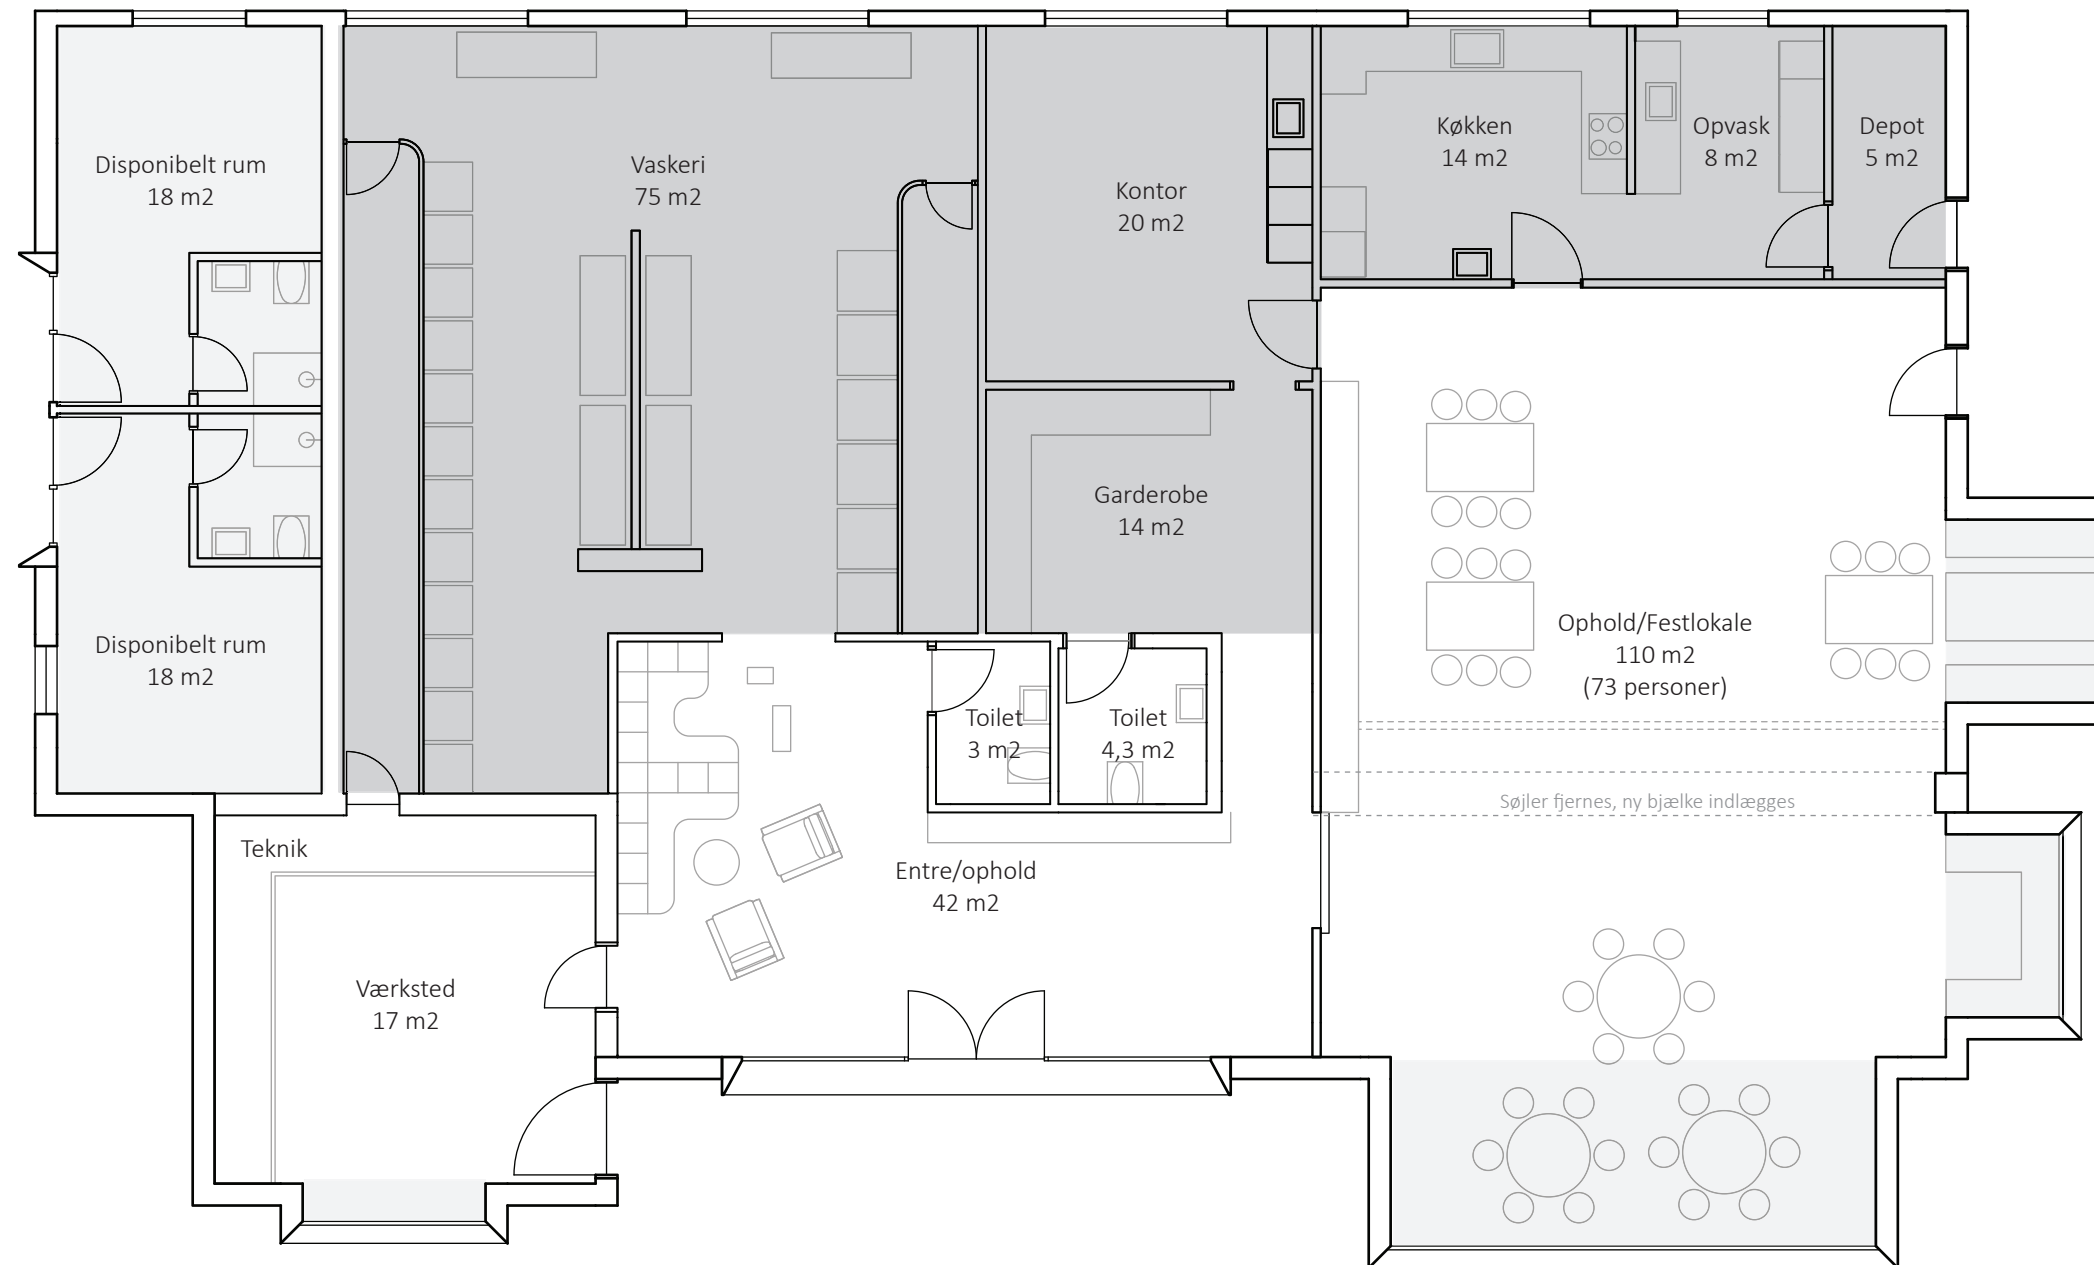 Disponibelt rum
18 m2
Vaskeri
75 m2
Kontor
20 m2
Køkken
14 m2
Opvask
8 m2
Depot
5 m2
Garderobe
14 m2
Disponibelt rum
18 m2
Ophold/Festlokale
110 m2
(73 personer)
Toilet
3 m2
Toilet
4,3 m2
Søjler fjernes, ny bjælke indlægges
Teknik
Entre/ophold
42 m2
Værksted
17 m2